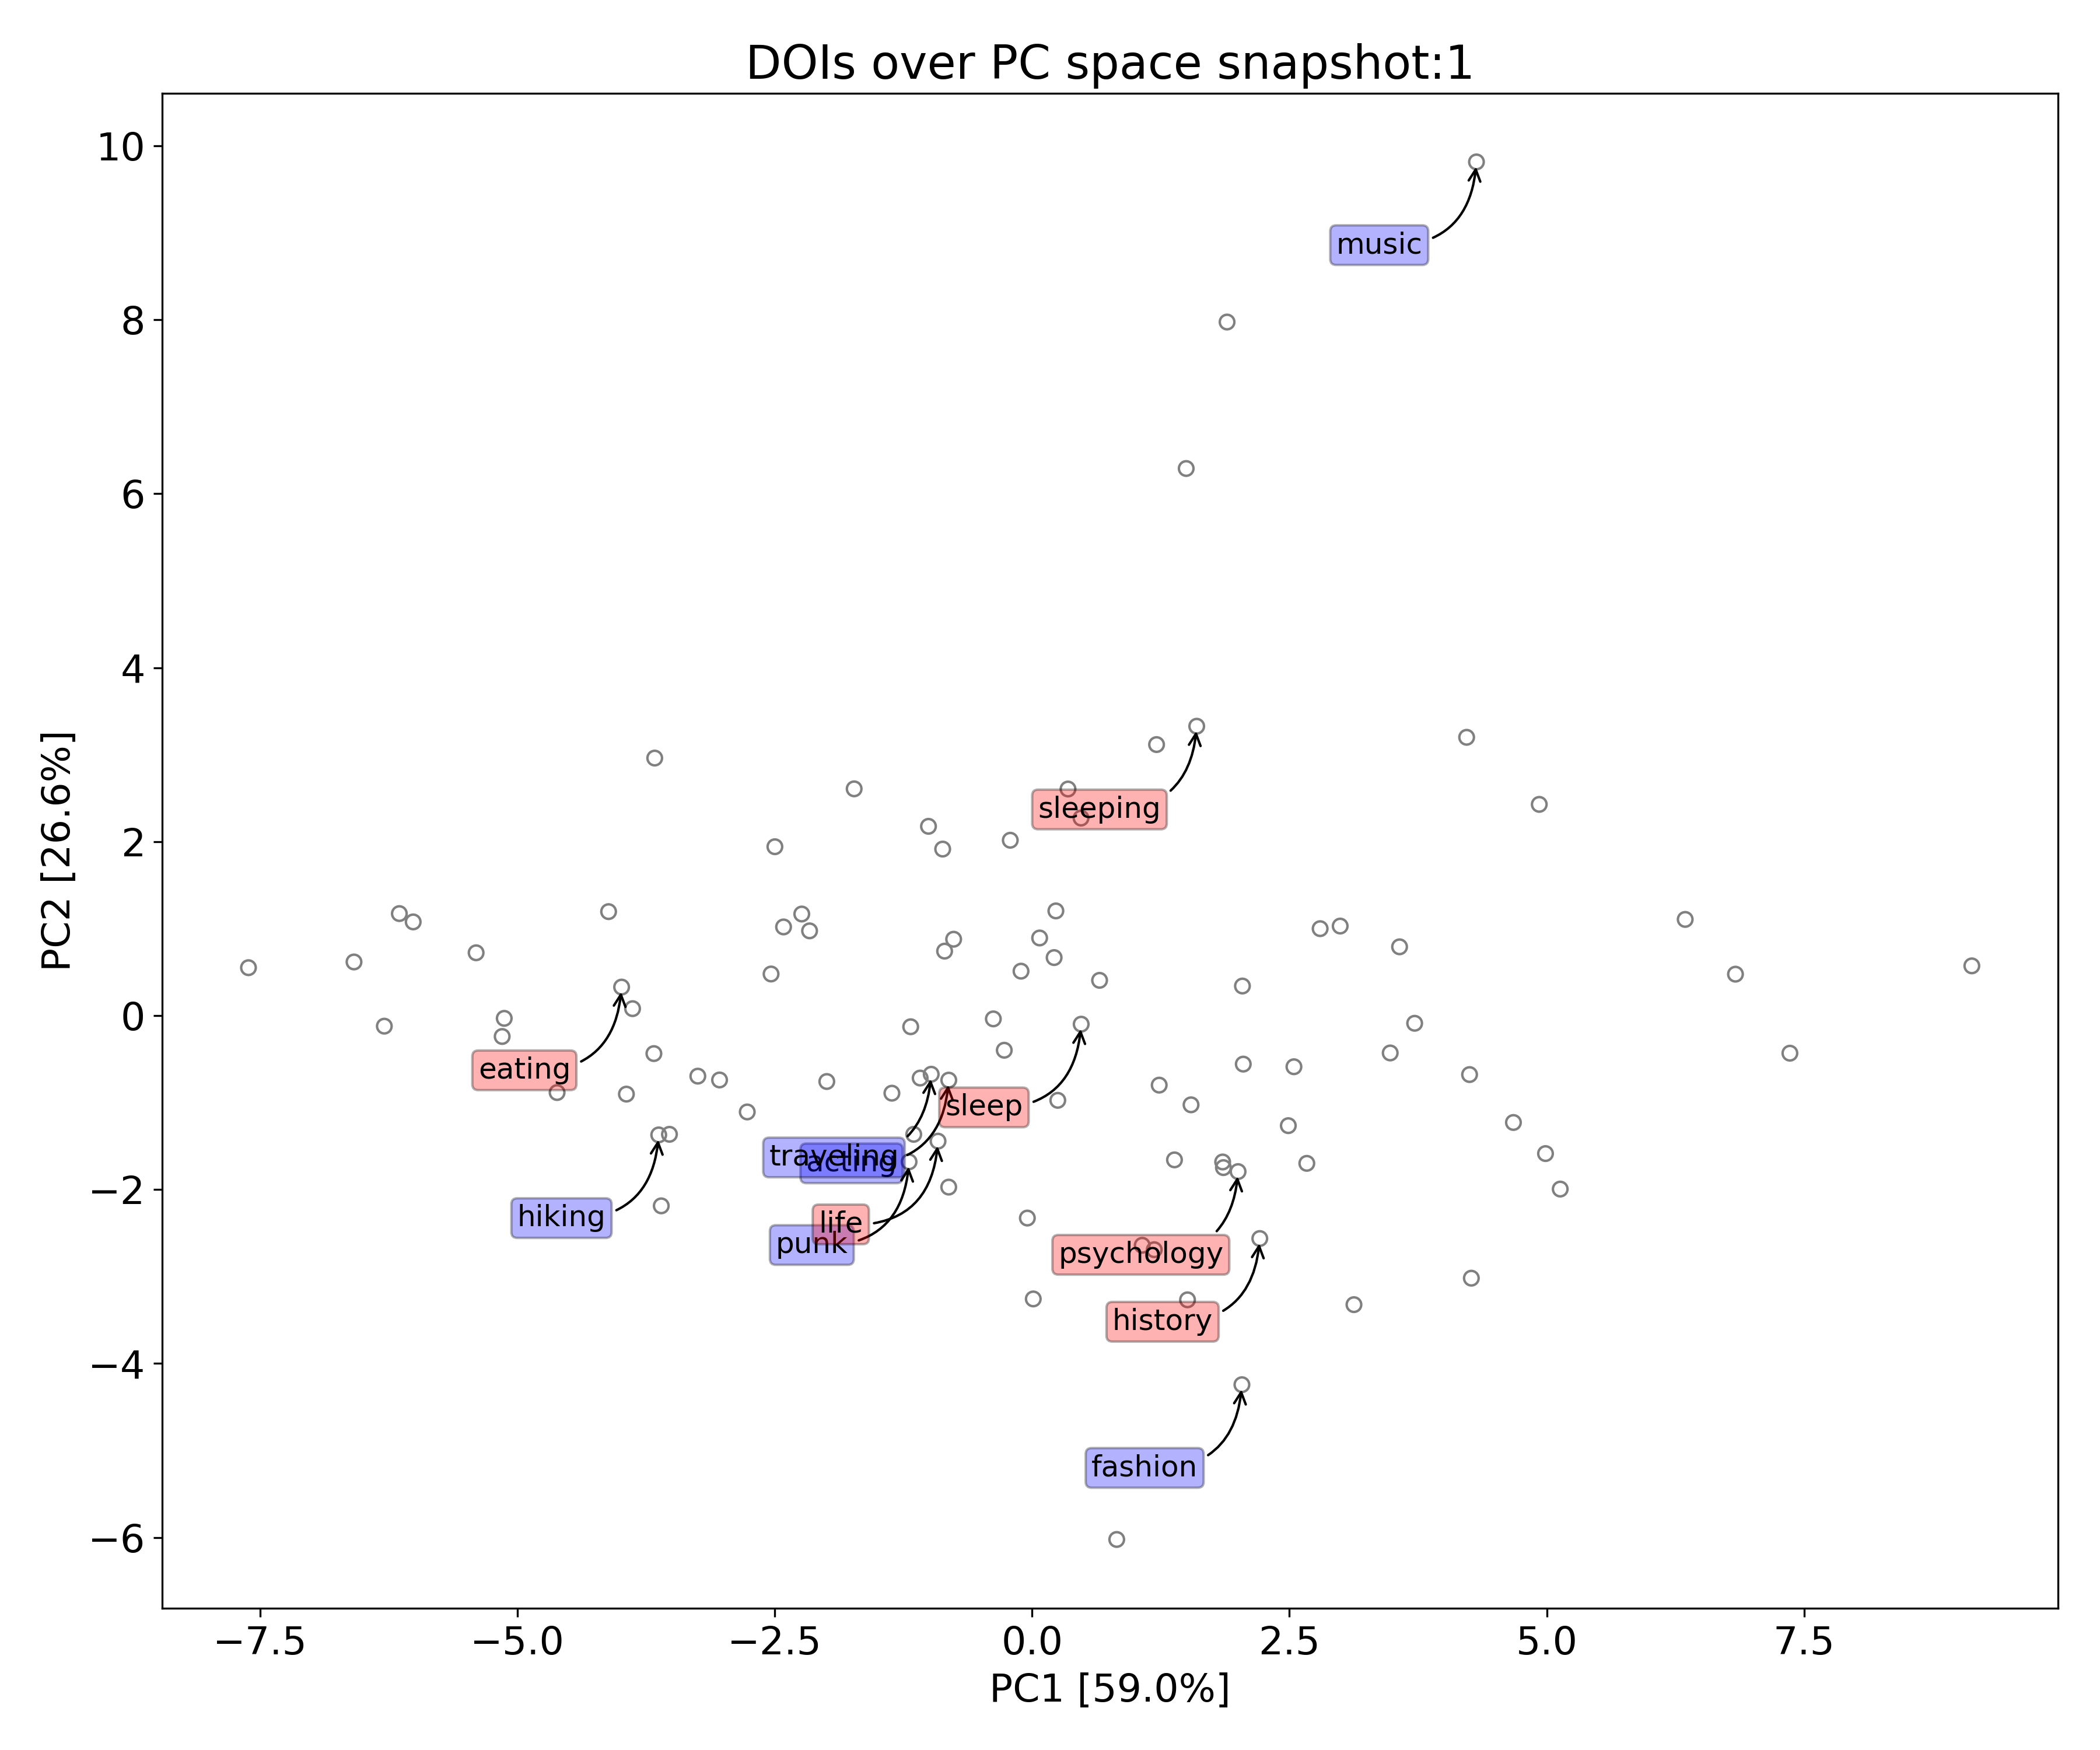 DOIs over PC space snapshot:1
10
8
6
4
2
0
−2
−4
−6
PC2 [26.6%]
music
sleeping
eating
sleep
traveling
acting
hiking
life
punk
psychology
history
fashion
−7.5 −5.0 −2.5 0.0 2.5 5.0 7.5
PC1 [59.0%]